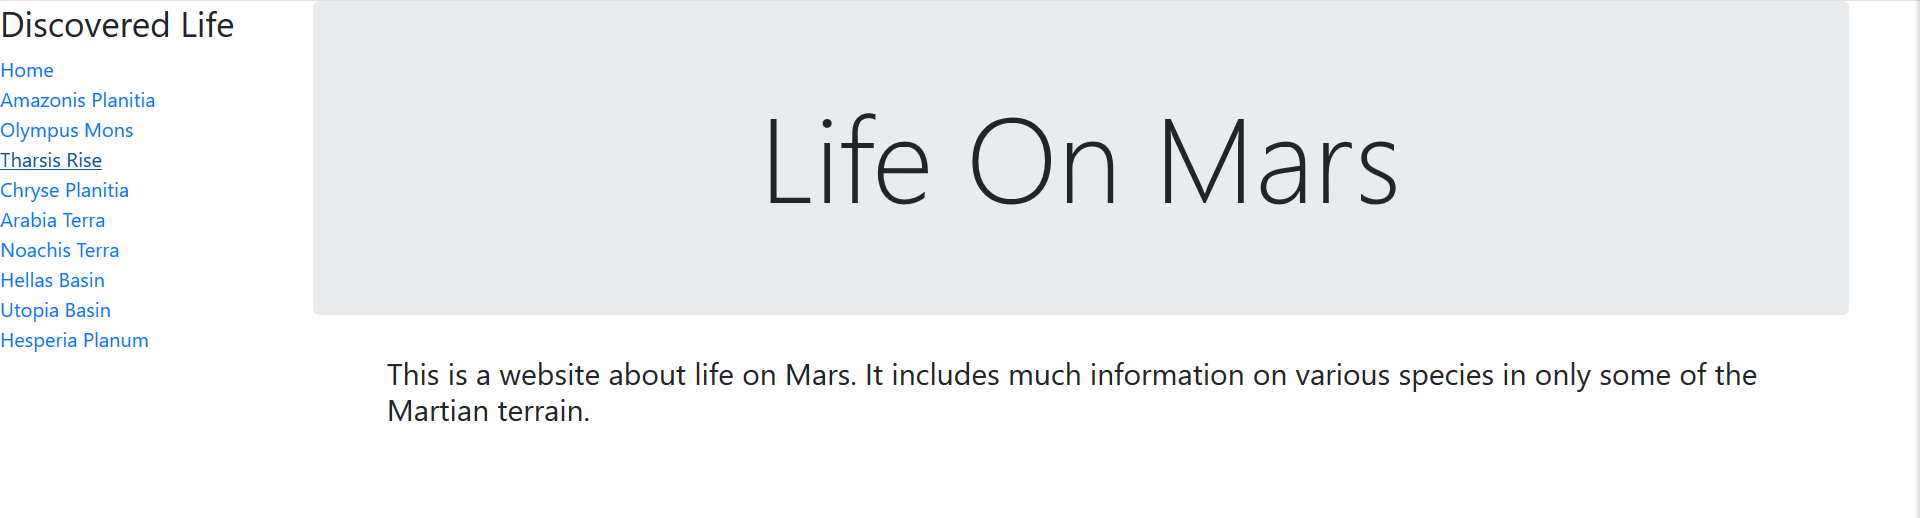 Discovered Life
Home
Amazonis Planitia
Olympus Mons
Tharsis Rise
Chryse Planitia
Arabia Terra
Noachis Terra
Hellas Basin
Utopia Basin
Hesperia Planum
Life On Mars
This is a website about life on Mars. It includes much information on various species in only some of the
Martian terrain.